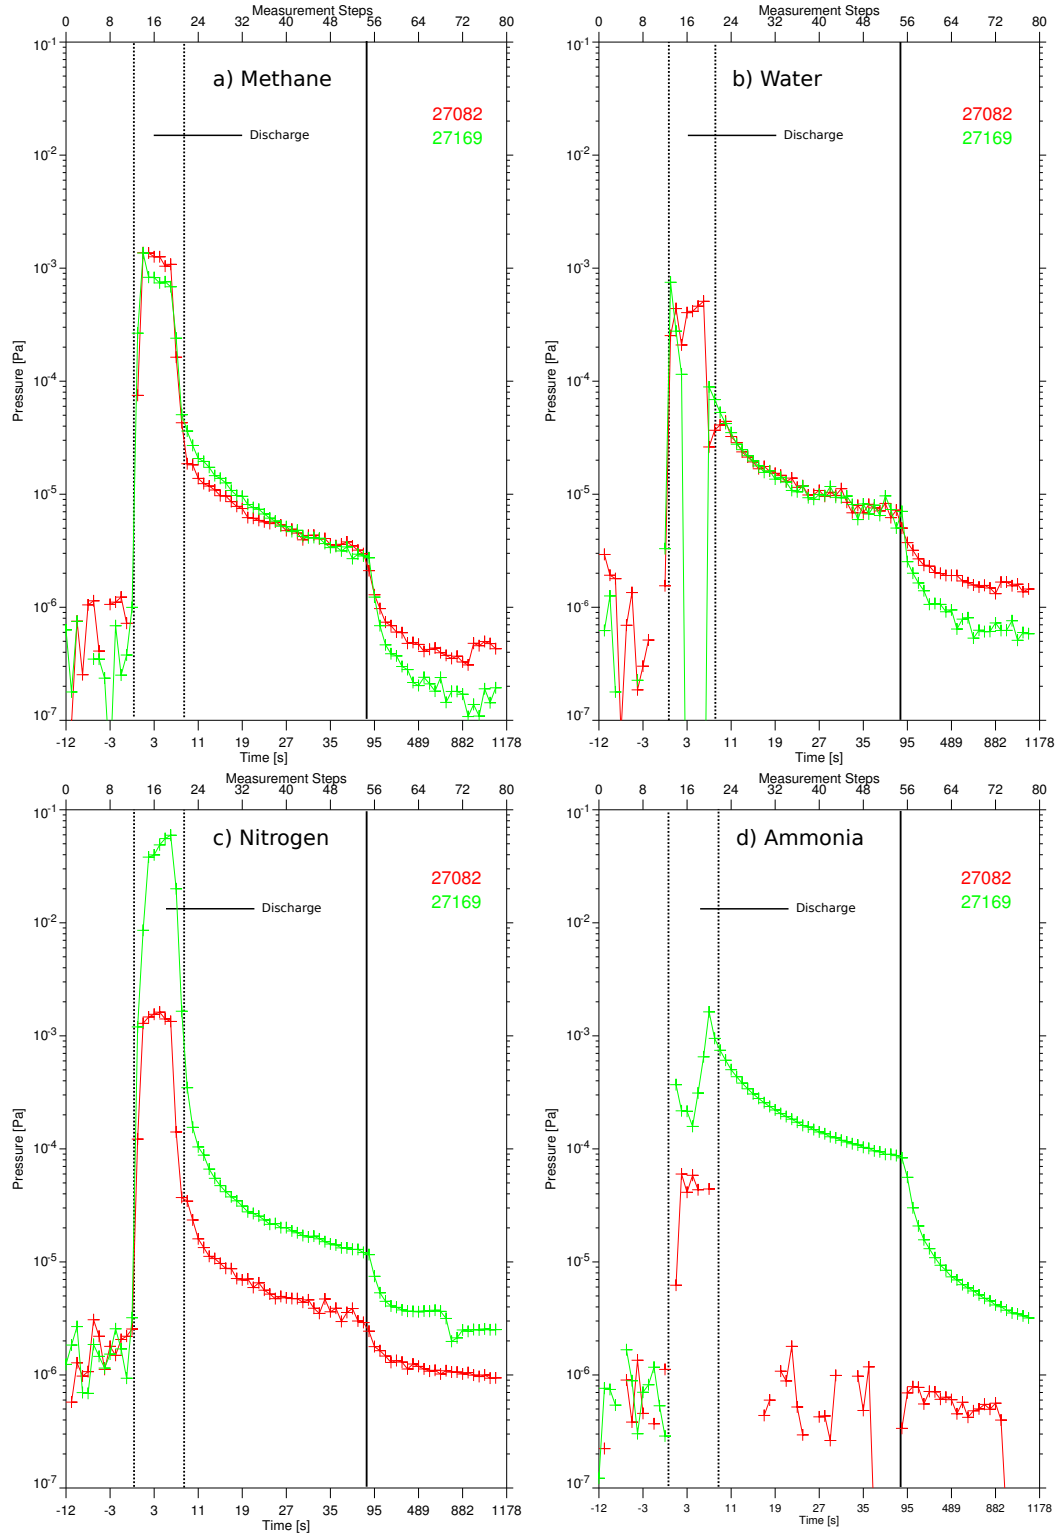 Measurement Steps
0 8 16 24 32 40 48 56 64 72 80
10-1
a) Methane
27082
27169
Discharge
10-2
10-3
Pressure [Pa]
10-4
10-5
10-6
10-7
-12 -3 3 11 19 27 35 95 489 882 1178
Time [s]
Measurement Steps
0 8 16 24 32 40 48 56 64 72 80
10-1
b) Water
27082
27169
Discharge
10-2
10-3
Pressure [Pa]
10-4
10-5
10-6
10-7
-12 -3 3 11 19 27 35 95 489 882 1178
Time [s]
Measurement Steps
0 8 16 24 32 40 48 56 64 72 80
10-1
c) Nitrogen
27082
27169
Discharge
10-2
10-3
Pressure [Pa]
10-4
10-5
10-6
10-7
-12 -3 3 11 19 27 35 95 489 882 1178
Time [s]
Measurement Steps
0 8 16 24 32 40 48 56 64 72 80
10-1
d) Ammonia
27082
27169
Discharge
10-2
10-3
Pressure [Pa]
10-4
10-5
10-6
10-7
-12 -3 3 11 19 27 35 95 489 882 1178
Time [s]